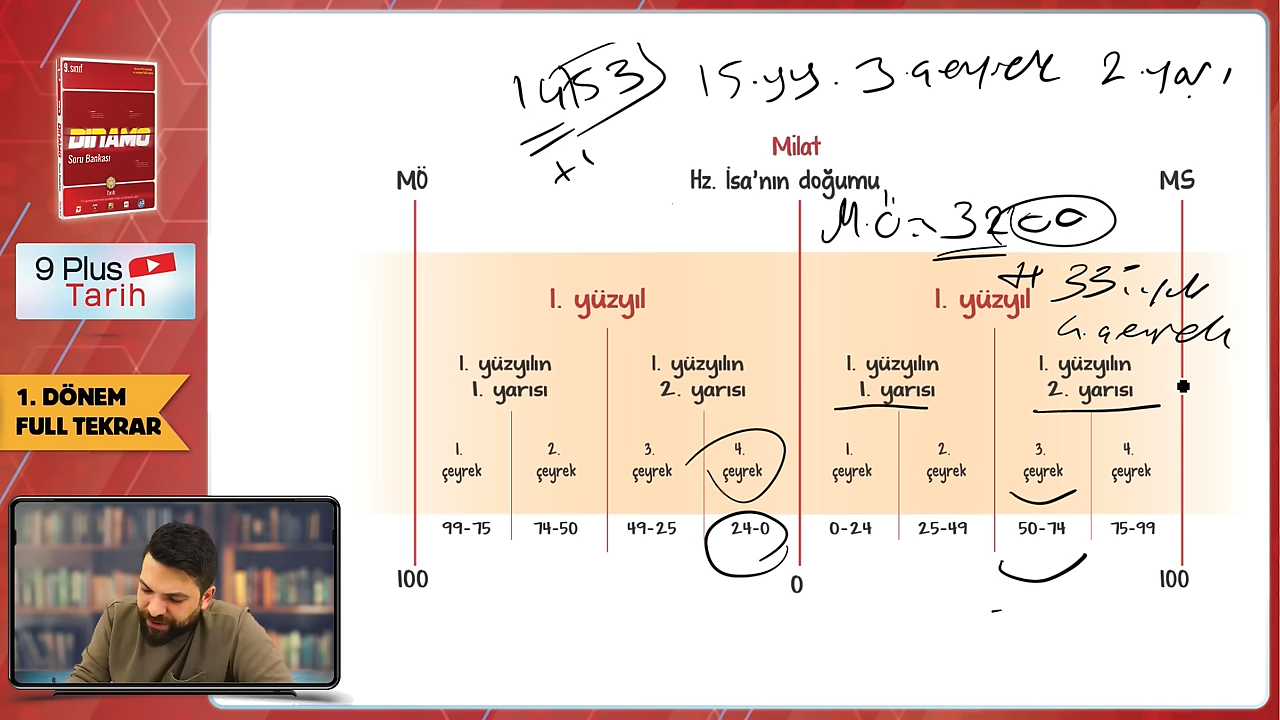 9. sınıf
DINAMO
Soru Bankası
Tarih
9 Plus
Tarih
1. DÖNEM
FULL TEKRAR
1453 15.yy. 3.çeyrek 2.yarı
+1
Milat
MÖ Hz. İsa'nın doğumu MS
M.Ö 3200
+1 33.
4.çeyrek
1. yüzyıl 1. yüzyıl
1. yüzyılın 1. yüzyılın 1. yüzyılın 1. yüzyılın
1. yarısı 2. yarısı 1. yarısı 2. yarısı
1. 2. 3. 4. 1. 2. 3. 4.
çeyrek çeyrek çeyrek çeyrek çeyrek çeyrek çeyrek çeyrek
99-75 74-50 49-25 24-0 0-24 25-49 50-74 75-99
100 0 100